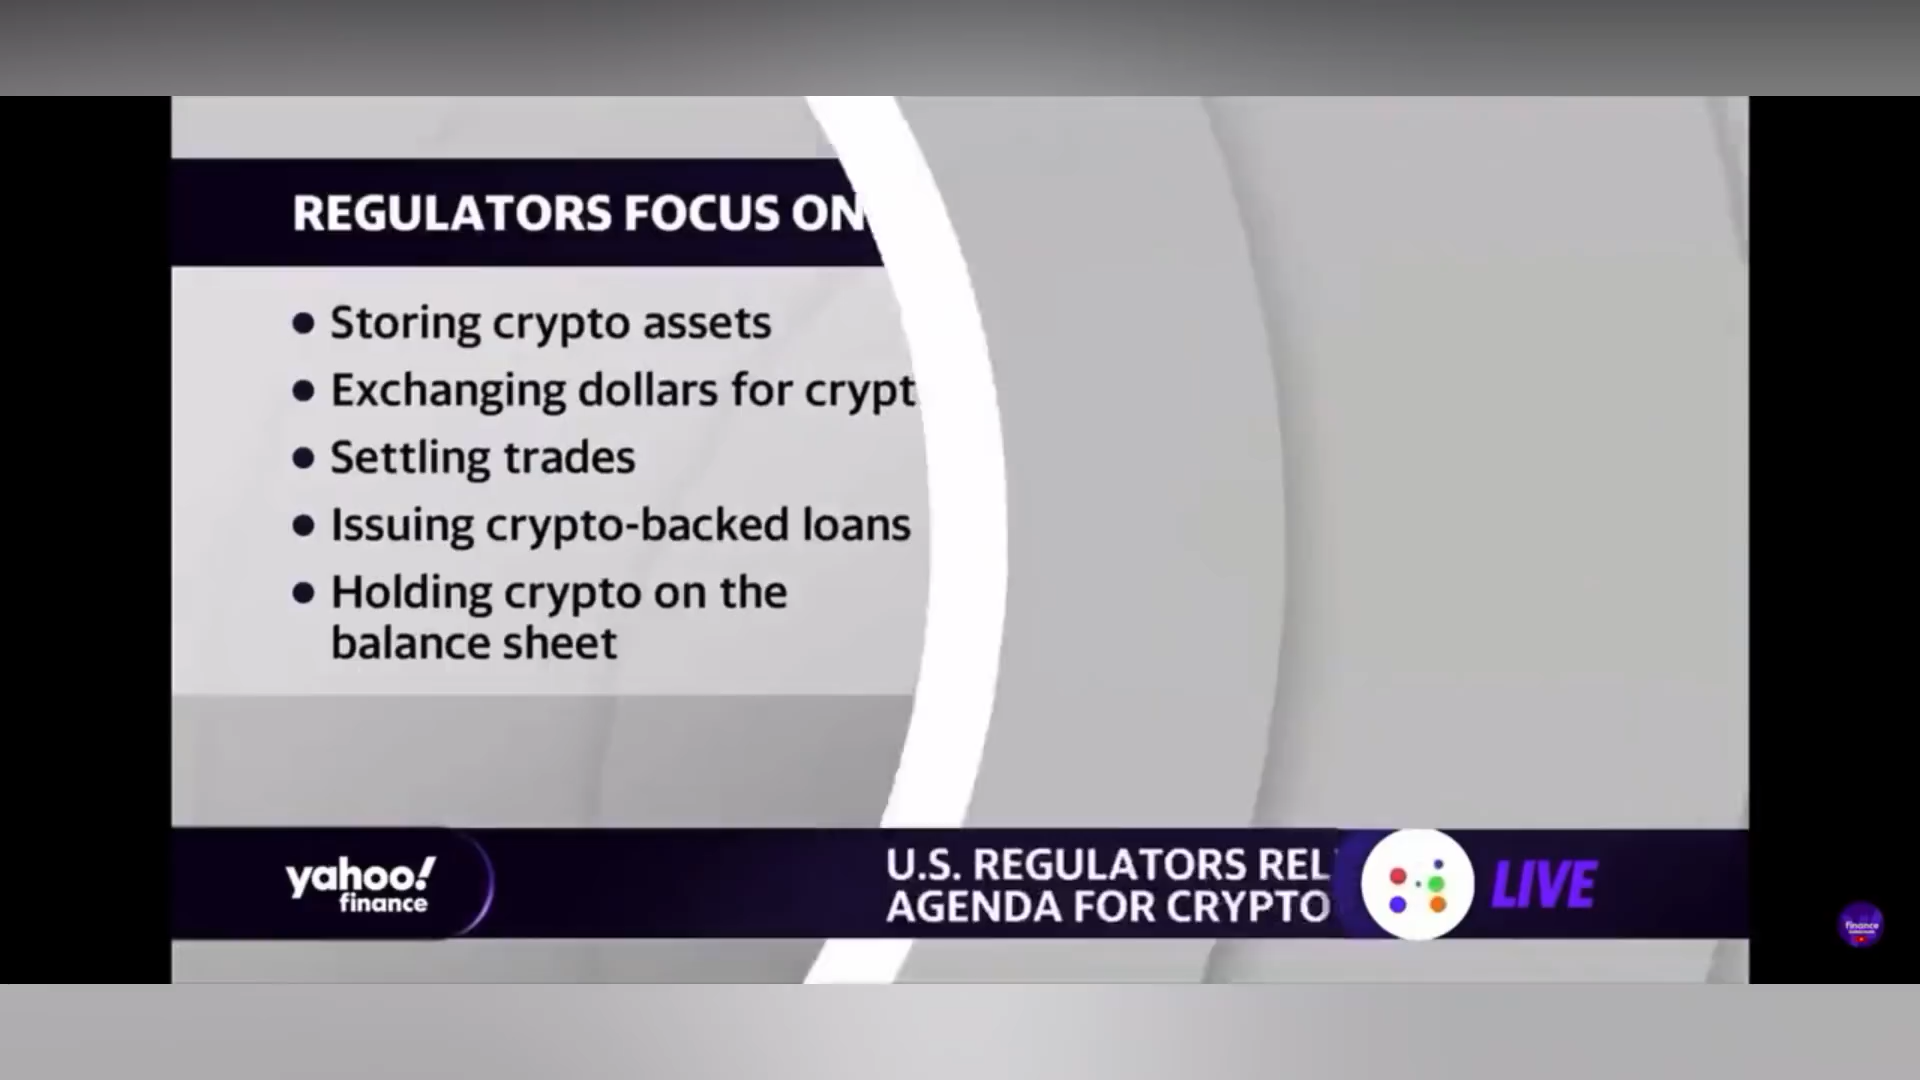 REGULATORS FOCUS ON
Storing crypto assets
Exchanging dollars for crypt
Settling trades
Issuing crypto-backed loans
Holding crypto on the
balance sheet
yahoo!
finance
U.S. REGULATORS REL
AGENDA FOR CRYPTO
LIVE
finance